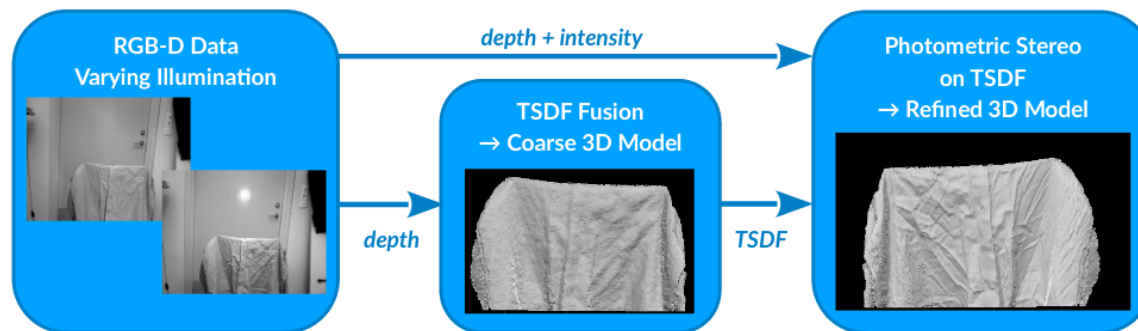 RGB-D Data
Varying Illumination
depth + intensity
depth
TSDF Fusion
→ Coarse 3D Model
TSDF
Photometric Stereo
on TSDF
→ Refined 3D Model